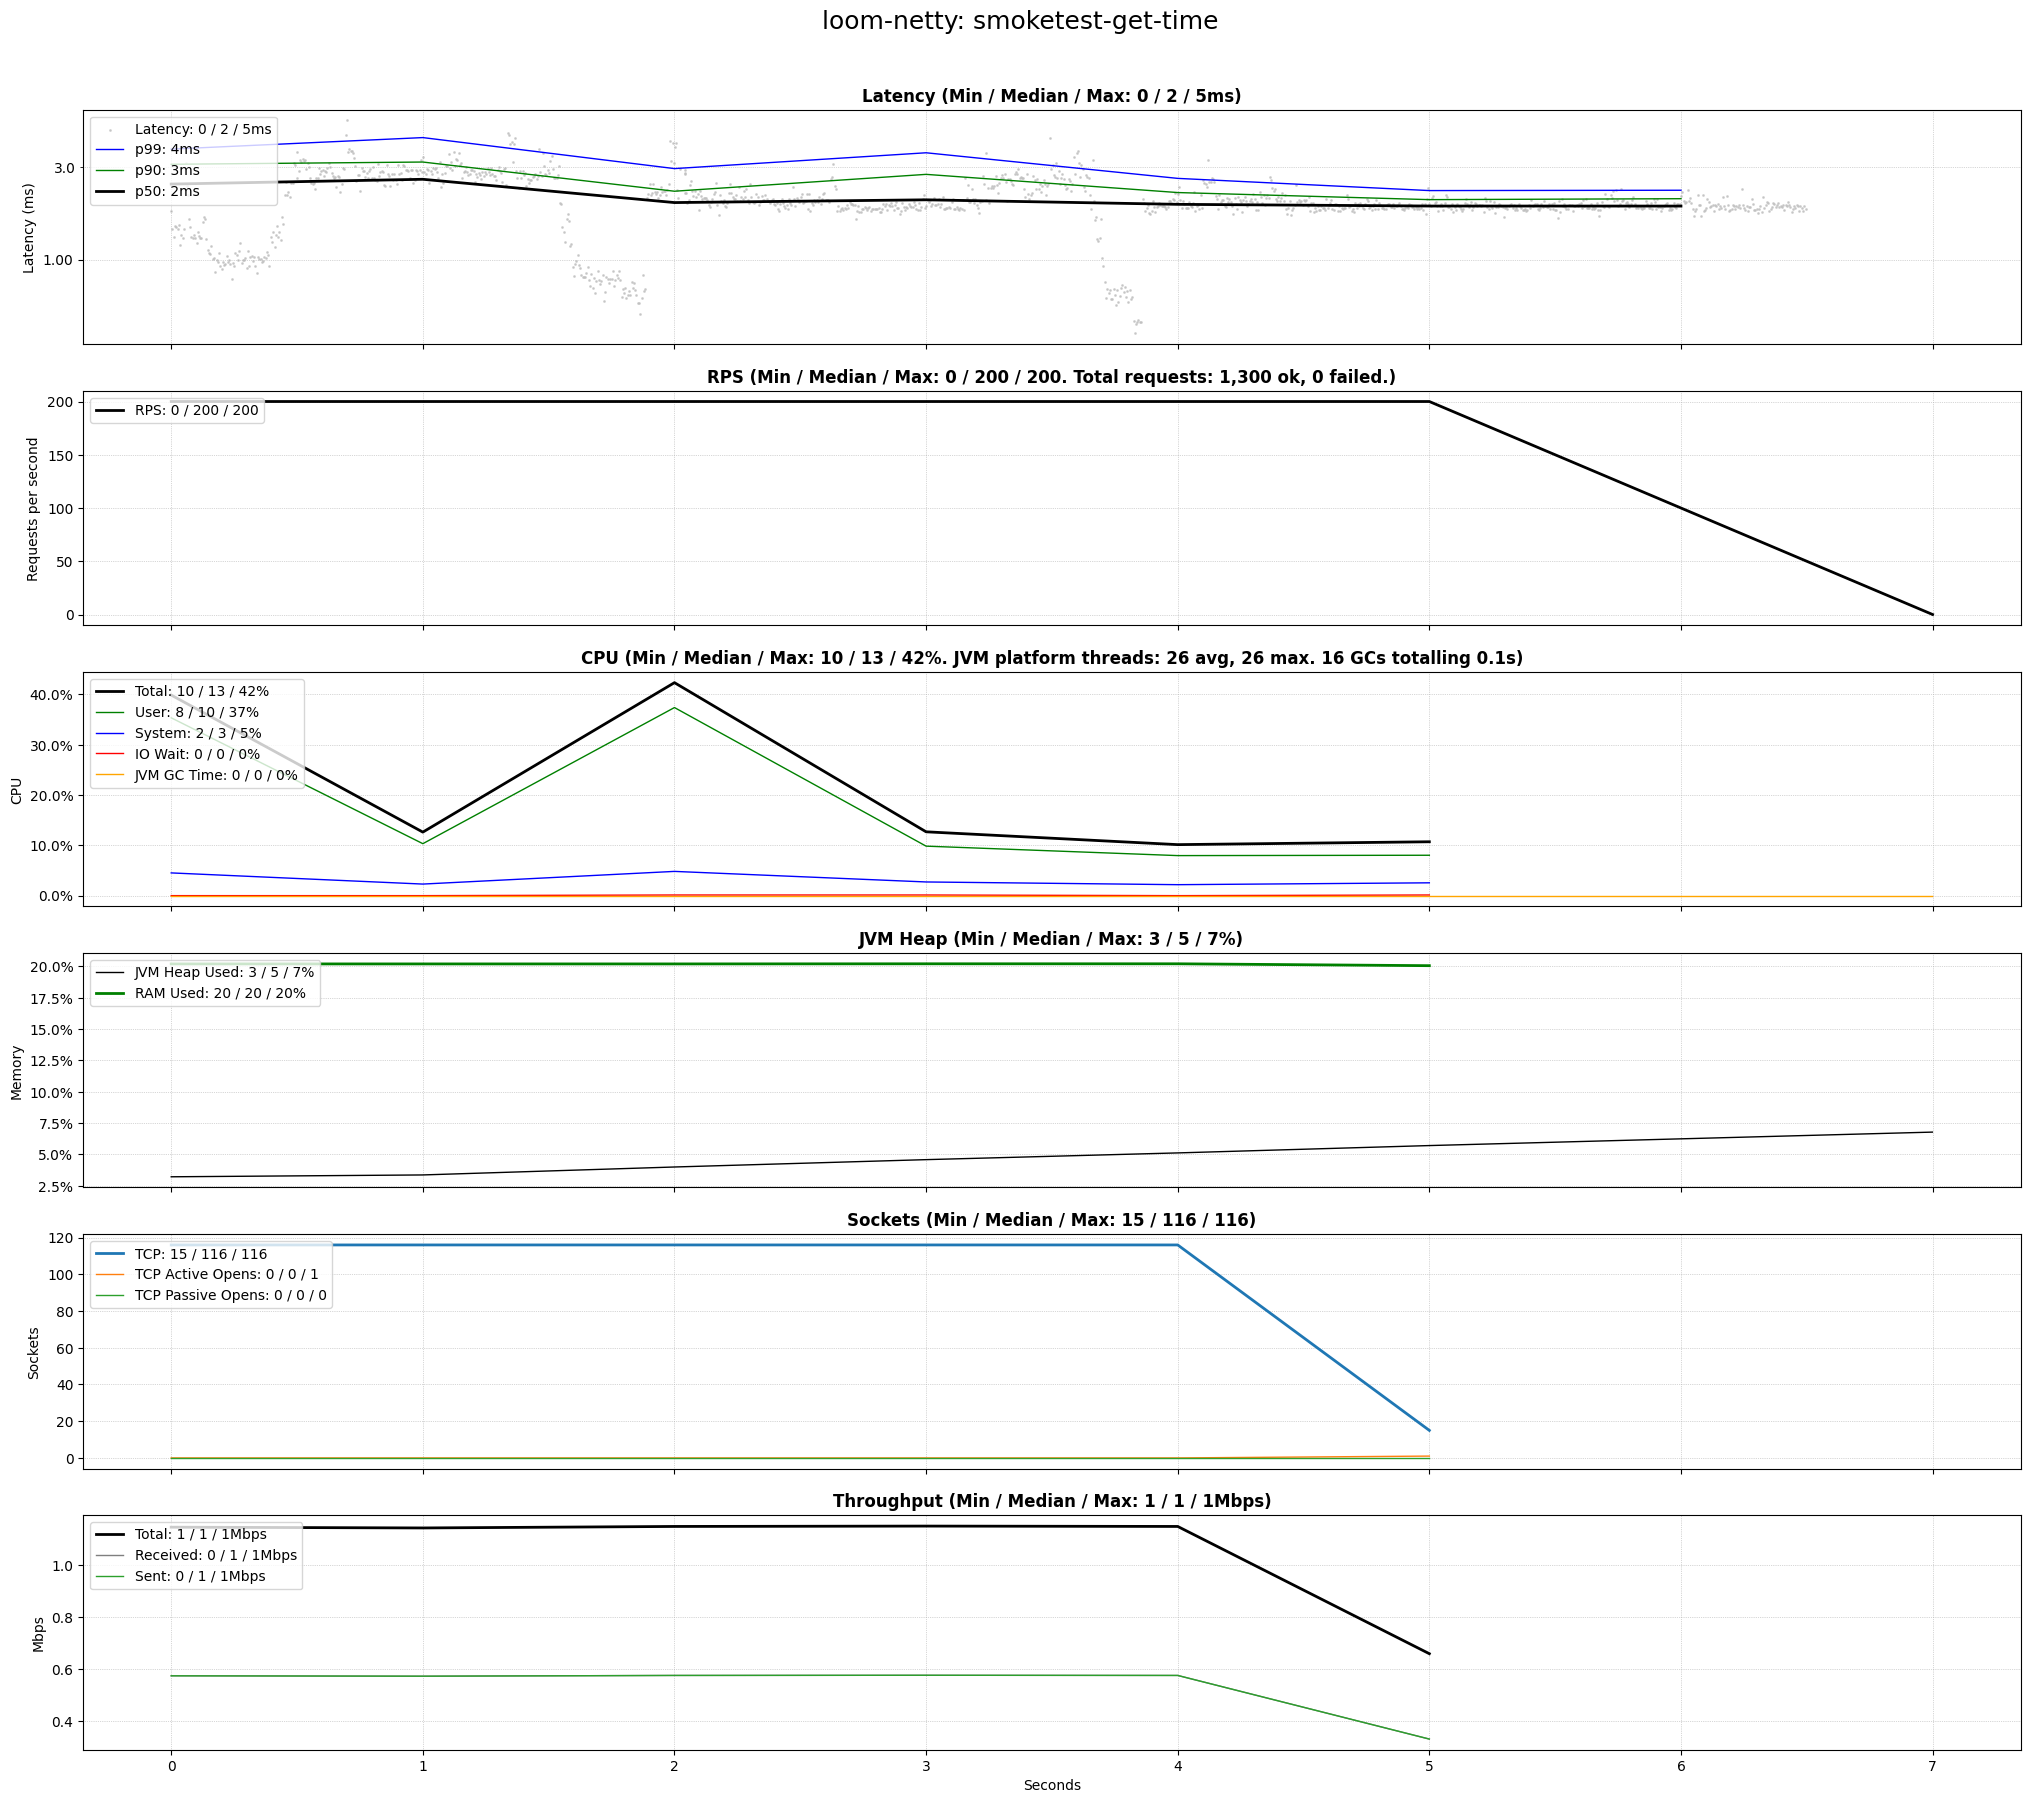 loom-netty: smoketest-get-time
Latency (Min / Median / Max: 0 / 2 / 5ms)
Latency: 0 / 2 / 5ms
p99: 4ms
p90: 3ms
p50: 2ms
3.0
1.00
Latency (ms)
RPS (Min / Median / Max: 0 / 200 / 200. Total requests: 1,300 ok, 0 failed.)
RPS: 0 / 200 / 200
200
150
100
50
0
Requests per second
CPU (Min / Median / Max: 10 / 13 / 42%. JVM platform threads: 26 avg, 26 max. 16 GCs totalling 0.1s)
Total: 10 / 13 / 42%
User: 8 / 10 / 37%
System: 2 / 3 / 5%
IO Wait: 0 / 0 / 0%
JVM GC Time: 0 / 0 / 0%
40.0%
30.0%
20.0%
10.0%
0.0%
CPU
JVM Heap (Min / Median / Max: 3 / 5 / 7%)
JVM Heap Used: 3 / 5 / 7%
RAM Used: 20 / 20 / 20%
20.0%
17.5%
15.0%
12.5%
10.0%
7.5%
5.0%
2.5%
Memory
Sockets (Min / Median / Max: 15 / 116 / 116)
TCP: 15 / 116 / 116
TCP Active Opens: 0 / 0 / 1
TCP Passive Opens: 0 / 0 / 0
120
100
80
60
40
20
0
Sockets
Throughput (Min / Median / Max: 1 / 1 / 1Mbps)
Total: 1 / 1 / 1Mbps
Received: 0 / 1 / 1Mbps
Sent: 0 / 1 / 1Mbps
1.0
0.8
0.6
0.4
Mbps
0 1 2 3 4 5 6 7
Seconds